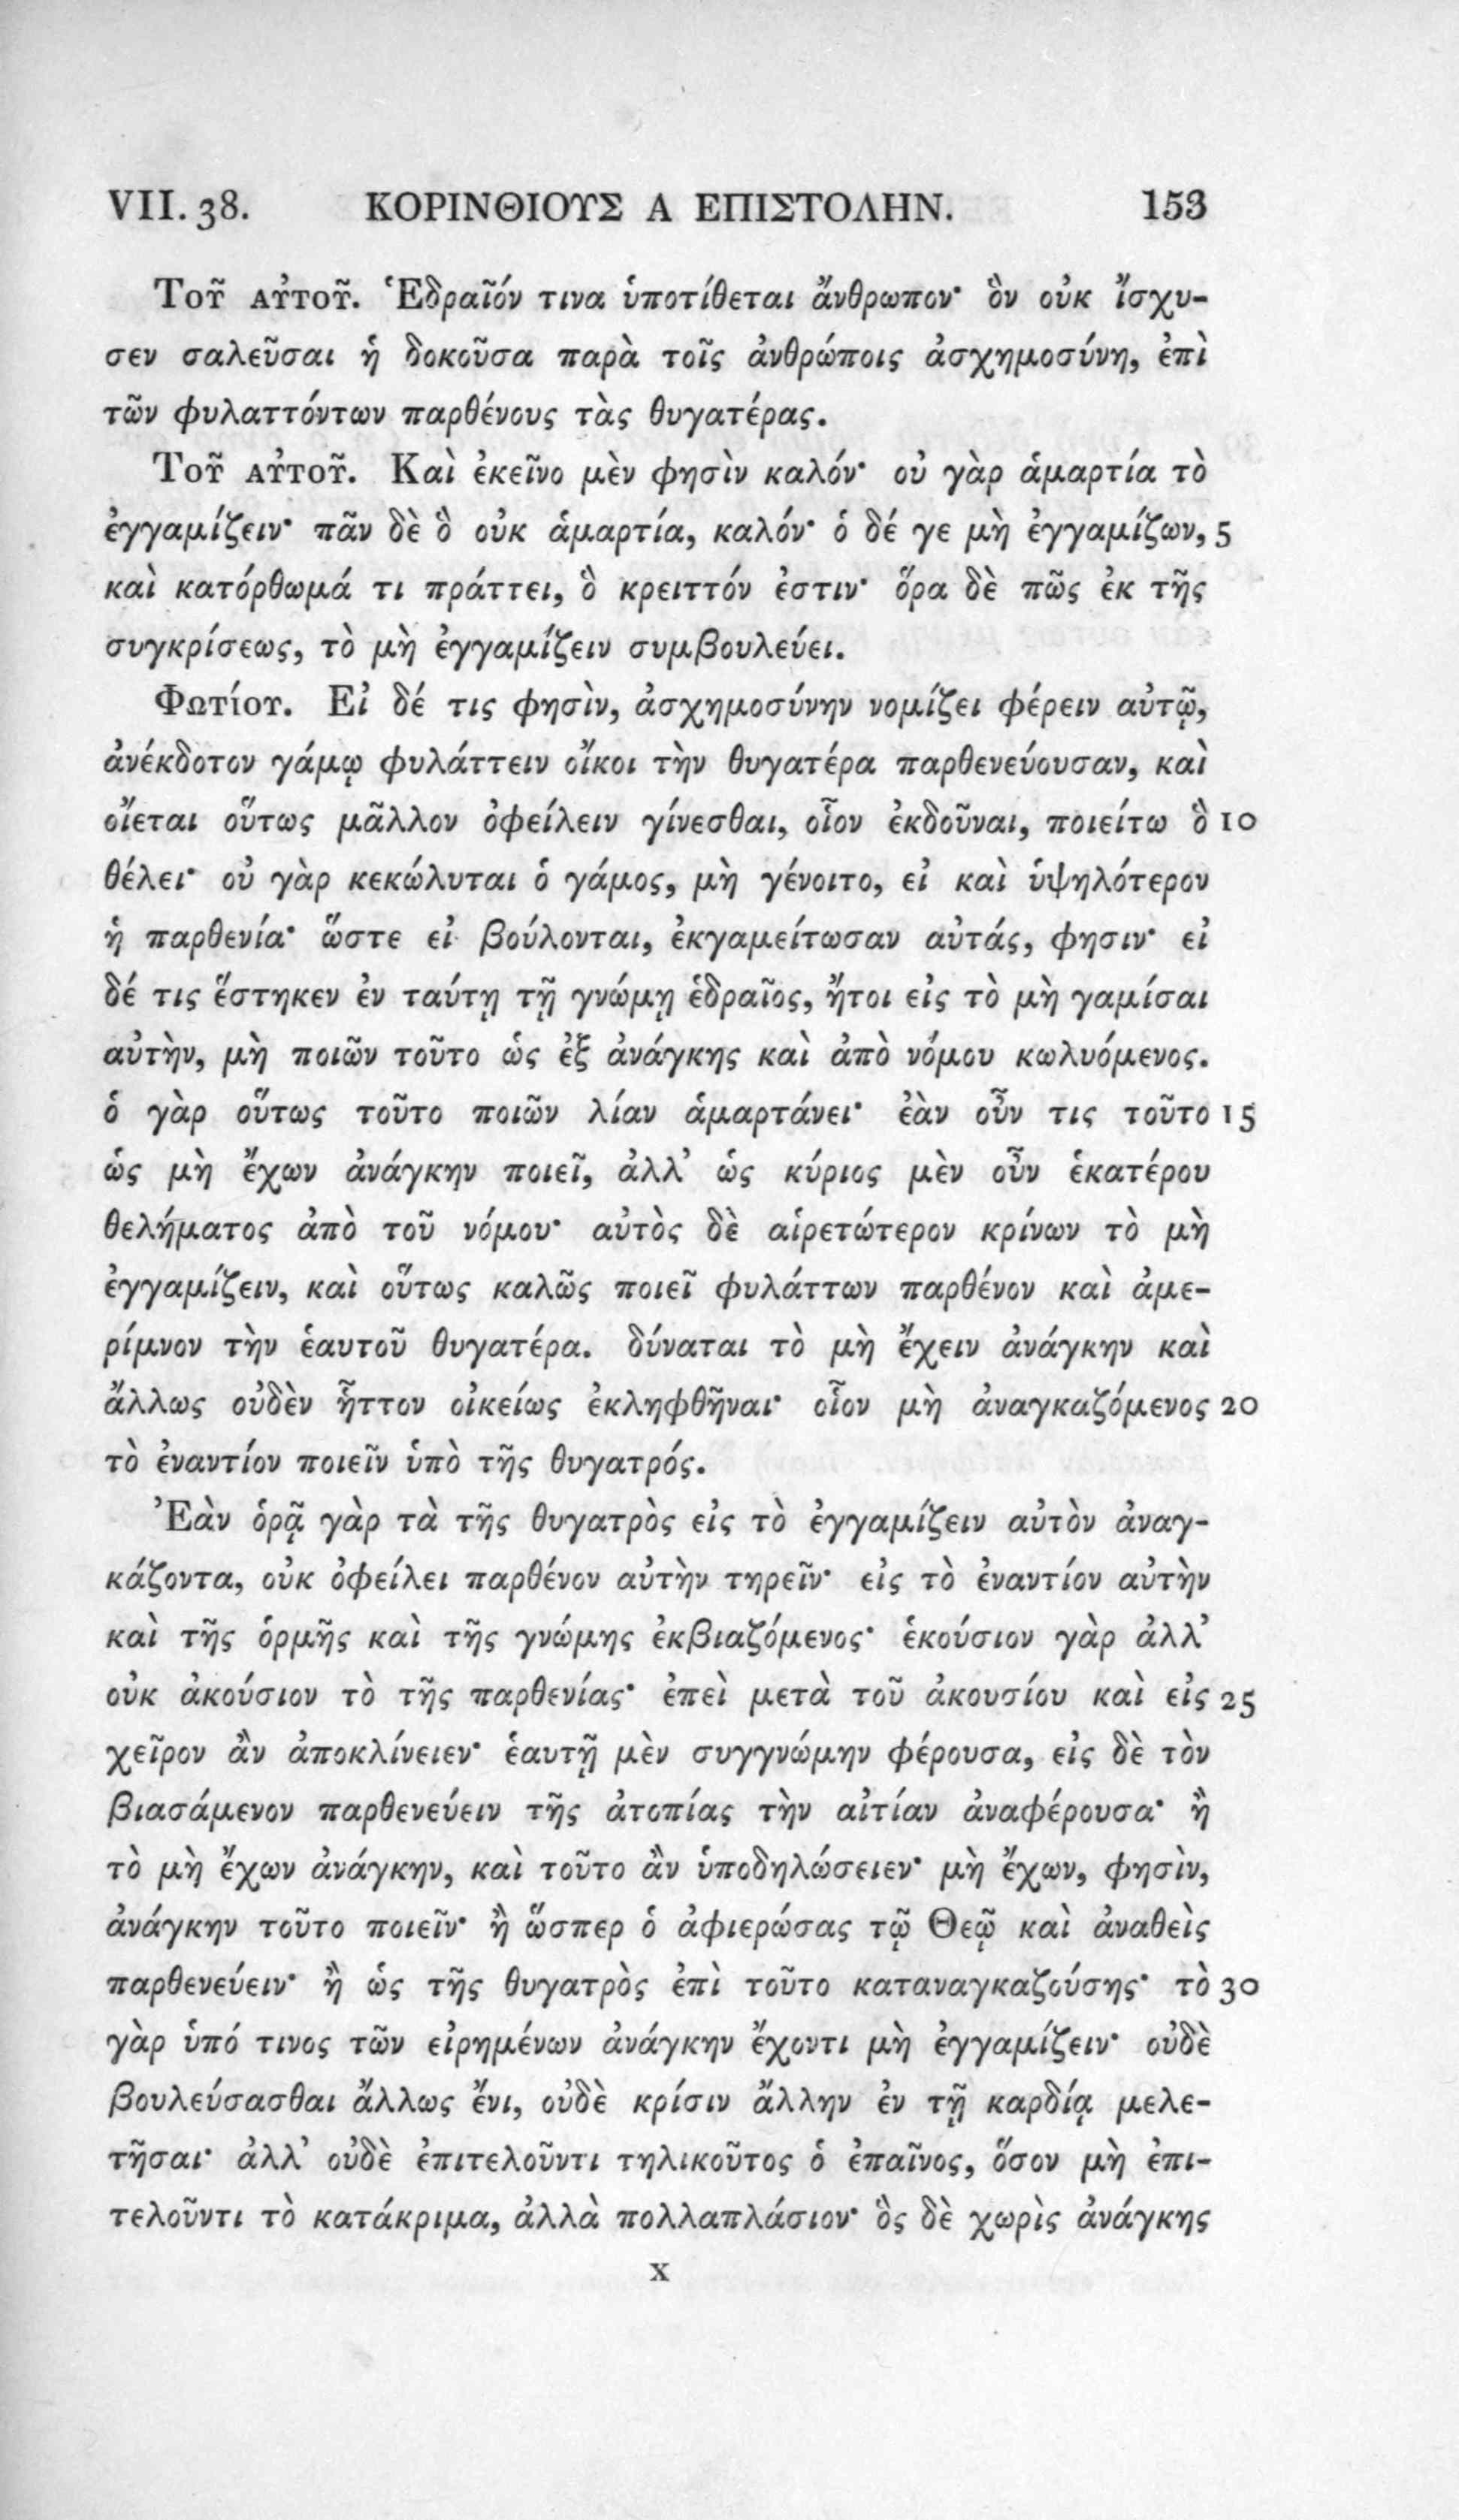 VII. 38. ΚΟΡΙΝΘΙΟΥΣ Α ΕΠΙΣΤΟΛΗΝ. 153
Τοῦ αὐτοῦ. Ἑδραῖόν τινα ὑποτίθεται ἄνθρωπον· ὃν οὐκ ἴσχυ-
σεν σαλεῦσαι ἡ δοκοῦσα παρὰ τοῖς ἀνθρώποις ἀσχημοσύνη, ἐπὶ
τῶν φυλαττόντων παρθένους τὰς θυγατέρας.
Τοῦ αὐτοῦ. Καὶ ἐκεῖνο μὲν φησὶν καλόν· οὐ γὰρ ἁμαρτία τὸ
ἐγγαμίζειν· πᾶν δὲ ὃ οὐκ ἁμαρτία, καλόν· ὁ δέ γε μὴ ἐγγαμίζων, 5
καὶ κατόρθωμά τι πράττει, ὃ κρειττόν ἐστιν· ὅρα δὲ πῶς ἐκ τῆς
συγκρίσεως, τὸ μὴ ἐγγαμίζειν συμβουλεύει.
Φωτίου. Εἰ δέ τις φησὶν, ἀσχημοσύνην νομίζει φέρειν αὐτῷ,
ἀνέκδοτον γάμῳ φυλάττειν οἴκοι τὴν θυγατέρα παρθενεύουσαν, καὶ
οἴεται οὕτως μᾶλλον ὀφείλειν γίνεσθαι, οἷον ἐκδοῦναι, ποιείτω ὃ 10
θέλει· οὐ γὰρ κεκώλυται ὁ γάμος, μὴ γένοιτο, εἰ καὶ ὑψηλότερον
ἡ παρθενία· ὥστε εἰ βούλονται, ἐκγαμείτωσαν αὐτάς, φησιν· εἰ
δέ τις ἕστηκεν ἐν ταύτῃ τῇ γνώμῃ ἑδραῖος, ἤτοι εἰς τὸ μὴ γαμίσαι
αὐτὴν, μὴ ποιῶν τοῦτο ὡς ἐξ ἀνάγκης καὶ ἀπὸ νόμου κωλυόμενος.
ὁ γὰρ οὕτως τοῦτο ποιῶν λίαν ἁμαρτάνει· ἐὰν οὖν τις τοῦτο 15
ὡς μὴ ἔχων ἀνάγκην ποιεῖ, ἀλλ’ ὡς κύριος μὲν οὖν ἑκατέρου
θελήματος ἀπὸ τοῦ νόμου· αὐτὸς δὲ αἱρετώτερον κρίνων τὸ μὴ
ἐγγαμίζειν, καὶ οὕτως καλῶς ποιεῖ φυλάττων παρθένον καὶ ἀμε-
ρίμνον τὴν ἑαυτοῦ θυγατέρα. δύναται τὸ μὴ ἔχειν ἀνάγκην καὶ
ἄλλως οὐδὲν ἧττον οἰκείως ἐκληφθῆναι· οἷον μὴ ἀναγκαζόμενος 20
τὸ ἐναντίον ποιεῖν ὑπὸ τῆς θυγατρός.
Ἐὰν ὁρᾷ γὰρ τὰ τῆς θυγατρὸς εἰς τὸ ἐγγαμίζειν αὐτὸν ἀναγ-
κάζοντα, οὐκ ὀφείλει παρθένον αὐτὴν τηρεῖν· εἰς τὸ ἐναντίον αὐτὴν
καὶ τῆς ὁρμῆς καὶ τῆς γνώμης ἐκβιαζόμενος· ἑκούσιον γὰρ ἀλλ’
οὐκ ἀκούσιον τὸ τῆς παρθενίας· ἐπεὶ μετὰ τοῦ ἀκουσίου καὶ εἰς 25
χεῖρον ἂν ἀποκλίνειεν· ἑαυτῇ μὲν συγγνώμην φέρουσα, εἰς δὲ τὸν
βιασάμενον παρθενεύειν τῆς ἀτοπίας τὴν αἰτίαν ἀναφέρουσα· ἢ
τὸ μὴ ἔχων ἀνάγκην, καὶ τοῦτο ἂν ὑποδηλώσειεν· μὴ ἔχων, φησὶν,
ἀνάγκην τοῦτο ποιεῖν· ἢ ὥσπερ ὁ ἀφιερώσας τῷ Θεῷ καὶ ἀναθεὶς
παρθενεύειν· ἢ ὡς τῆς θυγατρὸς ἐπὶ τοῦτο καταναγκαζούσης· τὸ 30
γὰρ ὑπό τινος τῶν εἰρημένων ἀνάγκην ἔχοντι μὴ ἐγγαμίζειν· οὐδὲ
βουλεύσασθαι ἄλλως ἔνι, οὐδὲ κρίσιν ἄλλην ἐν τῇ καρδίᾳ μελε-
τῆσαι· ἀλλ’ οὐδὲ ἐπιτελοῦντι τηλικοῦτος ὁ ἐπαῖνος, ὅσον μὴ ἐπι-
τελοῦντι τὸ κατάκριμα, ἀλλὰ πολλαπλάσιον· ὃς δὲ χωρὶς ἀνάγκης
x